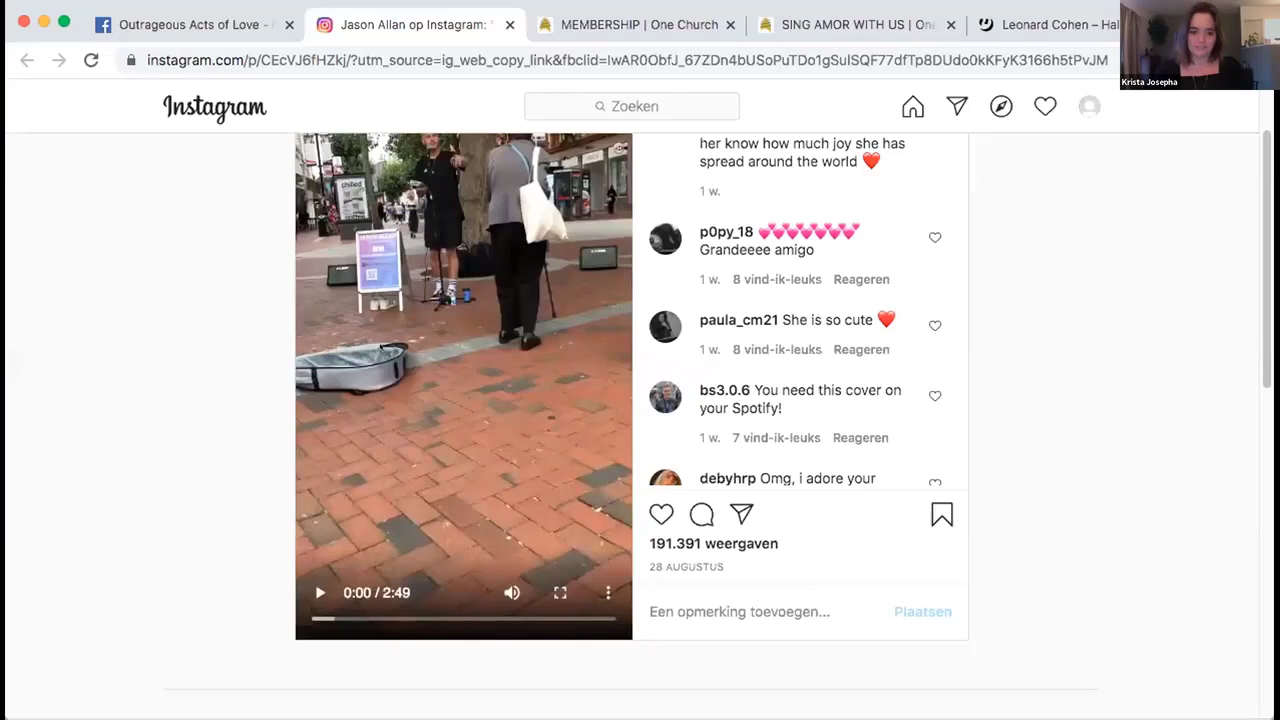 Outrageous Acts of Love -
Jason Allan op Instagram: "
MEMBERSHIP | One Church
SING AMOR WITH US | One
Leonard Cohen – Hal
instagram.com/p/CEcVJ6fHZkj/?utm_source=ig_web_copy_link&fbclid=IwAR0ObfJ_67ZDn4bUSoPuTDo1gSulSQF77dfTp8DUdo0kKFyK3166h5tPvJM
Krista Josepha
Instagram
Zoeken
her know how much joy she has
spread around the world ❤️
1 w.
p0py_18 💞💞💞💞💞💞💞
Grandeeee amigo
1 w. 8 vind-ik-leuks Reageren
paula_cm21 She is so cute ❤️
1 w. 8 vind-ik-leuks Reageren
bs3.0.6 You need this cover on
your Spotify!
1 w. 7 vind-ik-leuks Reageren
debyhrp Omg, i adore your
191.391 weergaven
28 AUGUSTUS
Een opmerking toevoegen... Plaatsen
chilled
0:00 / 2:49